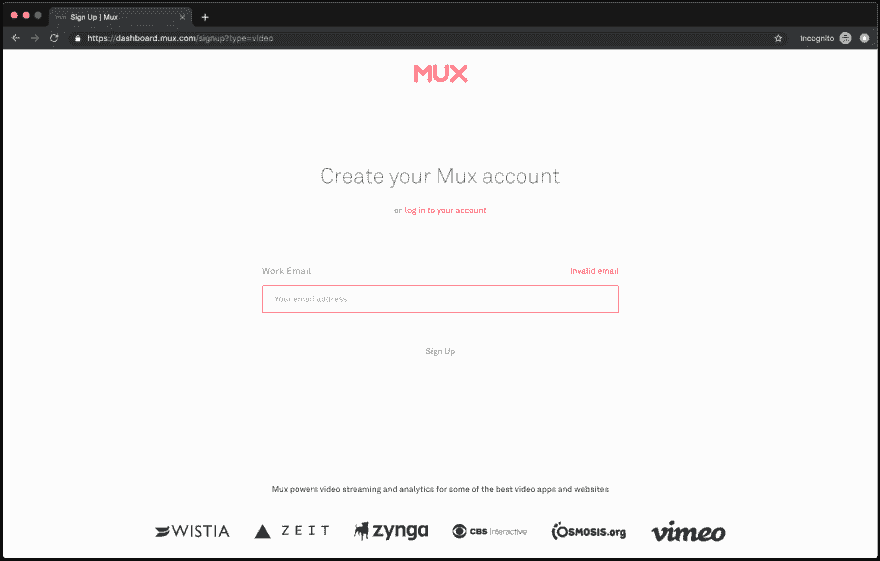 Sign Up | Mux
https://dashboard.mux.com/signup?type=video
Incognito
MUX
Create your Mux account
or log in to your account
Work Email
Invalid email
Your email address
Sign Up
Mux powers video streaming and analytics for some of the best video apps and websites
WISTIA
ZEIT
zynga
CBS Interactive
OSMOSIS.org
vimeo